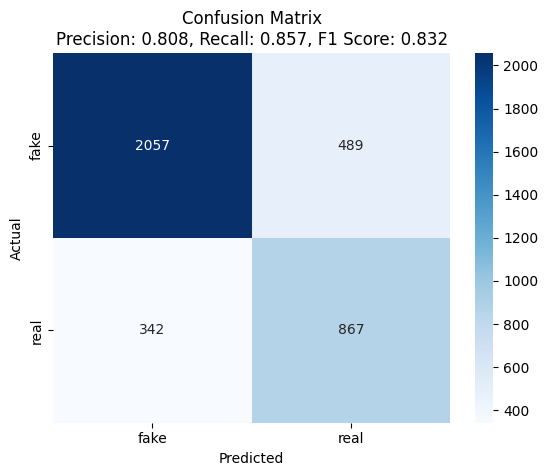 Confusion Matrix
Precision: 0.808, Recall: 0.857, F1 Score: 0.832
fake
2057
489
Actual
real
342
867
fake
real
Predicted
2000
1800
1600
1400
1200
1000
800
600
400